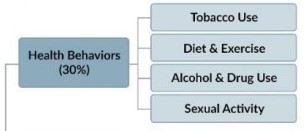 Tobacco Use
Health Behaviors
(30%)
Diet & Exercise
Alcohol & Drug Use
Sexual Activity